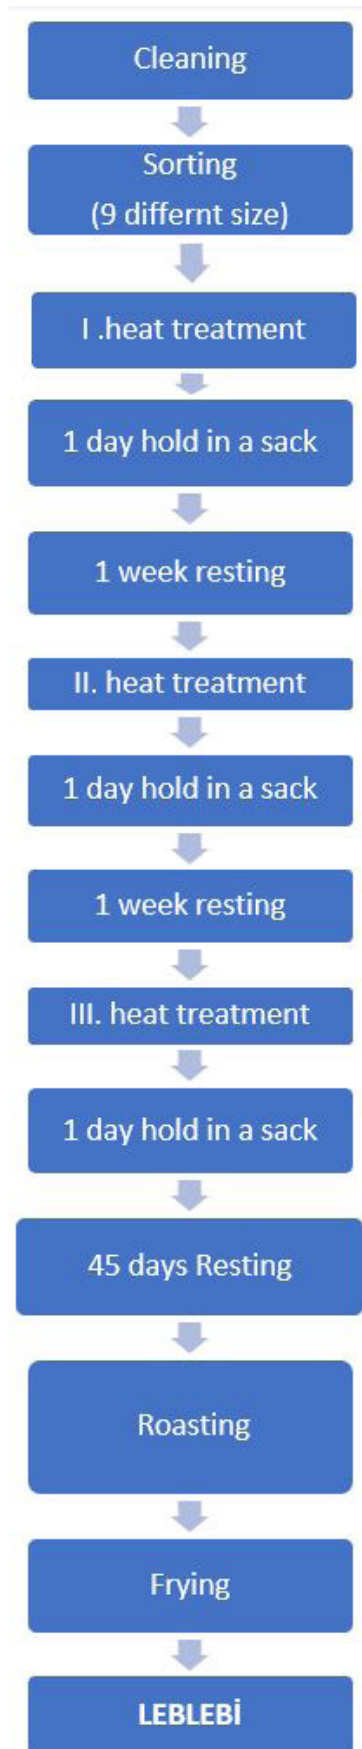 Cleaning
Sorting
(9 differnt size)
I .heat treatment
1 day hold in a sack
1 week resting
II. heat treatment
1 day hold in a sack
1 week resting
III. heat treatment
1 day hold in a sack
45 days Resting
Roasting
Frying
LEBLEBİ